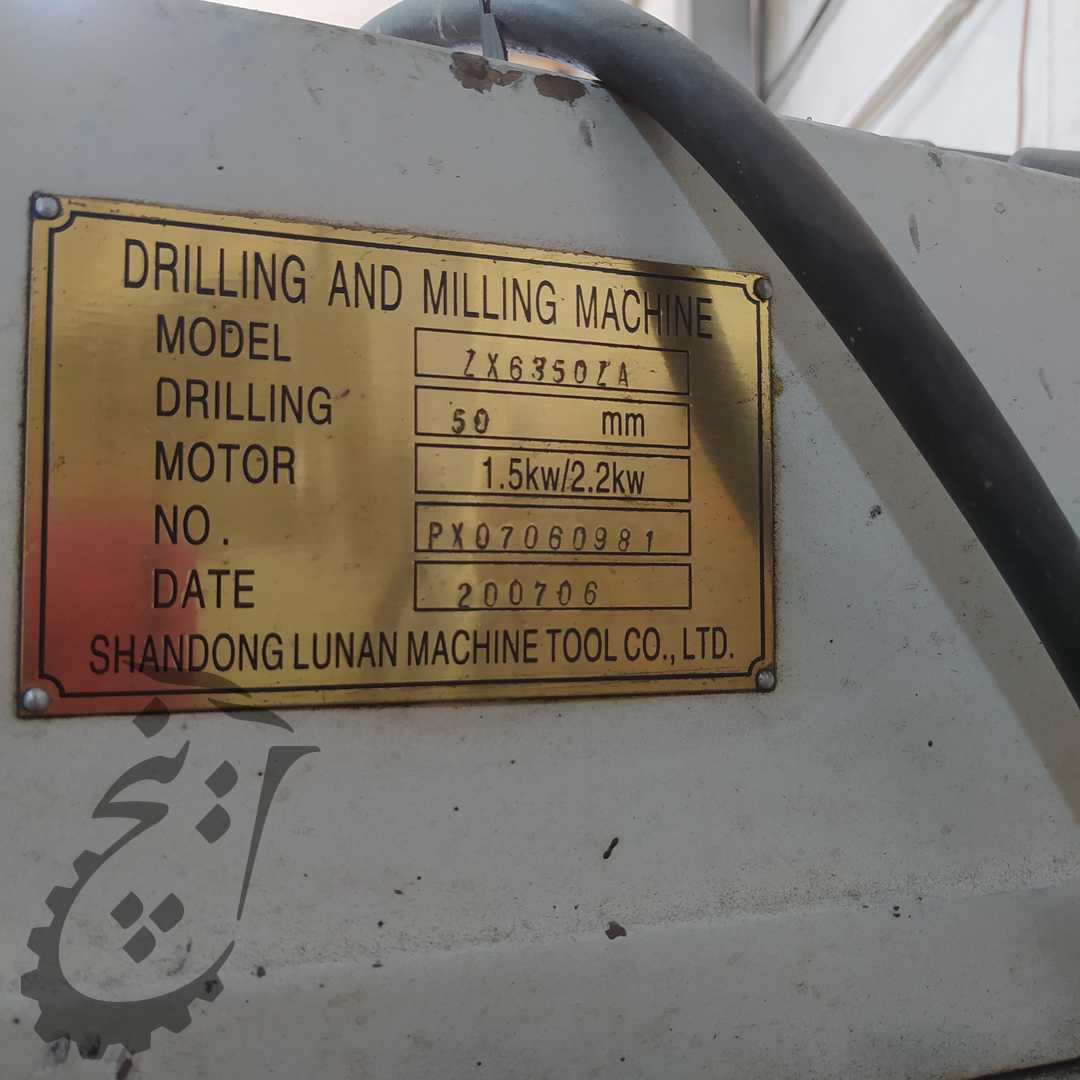 DRILLING AND MILLING MACHINE
MODEL ZX6350ZA
DRILLING 50 mm
MOTOR 1.5kw/2.2kw
NO. PX07060981
DATE 200706
SHANDONG LUNAN MACHINE TOOL CO., LTD.